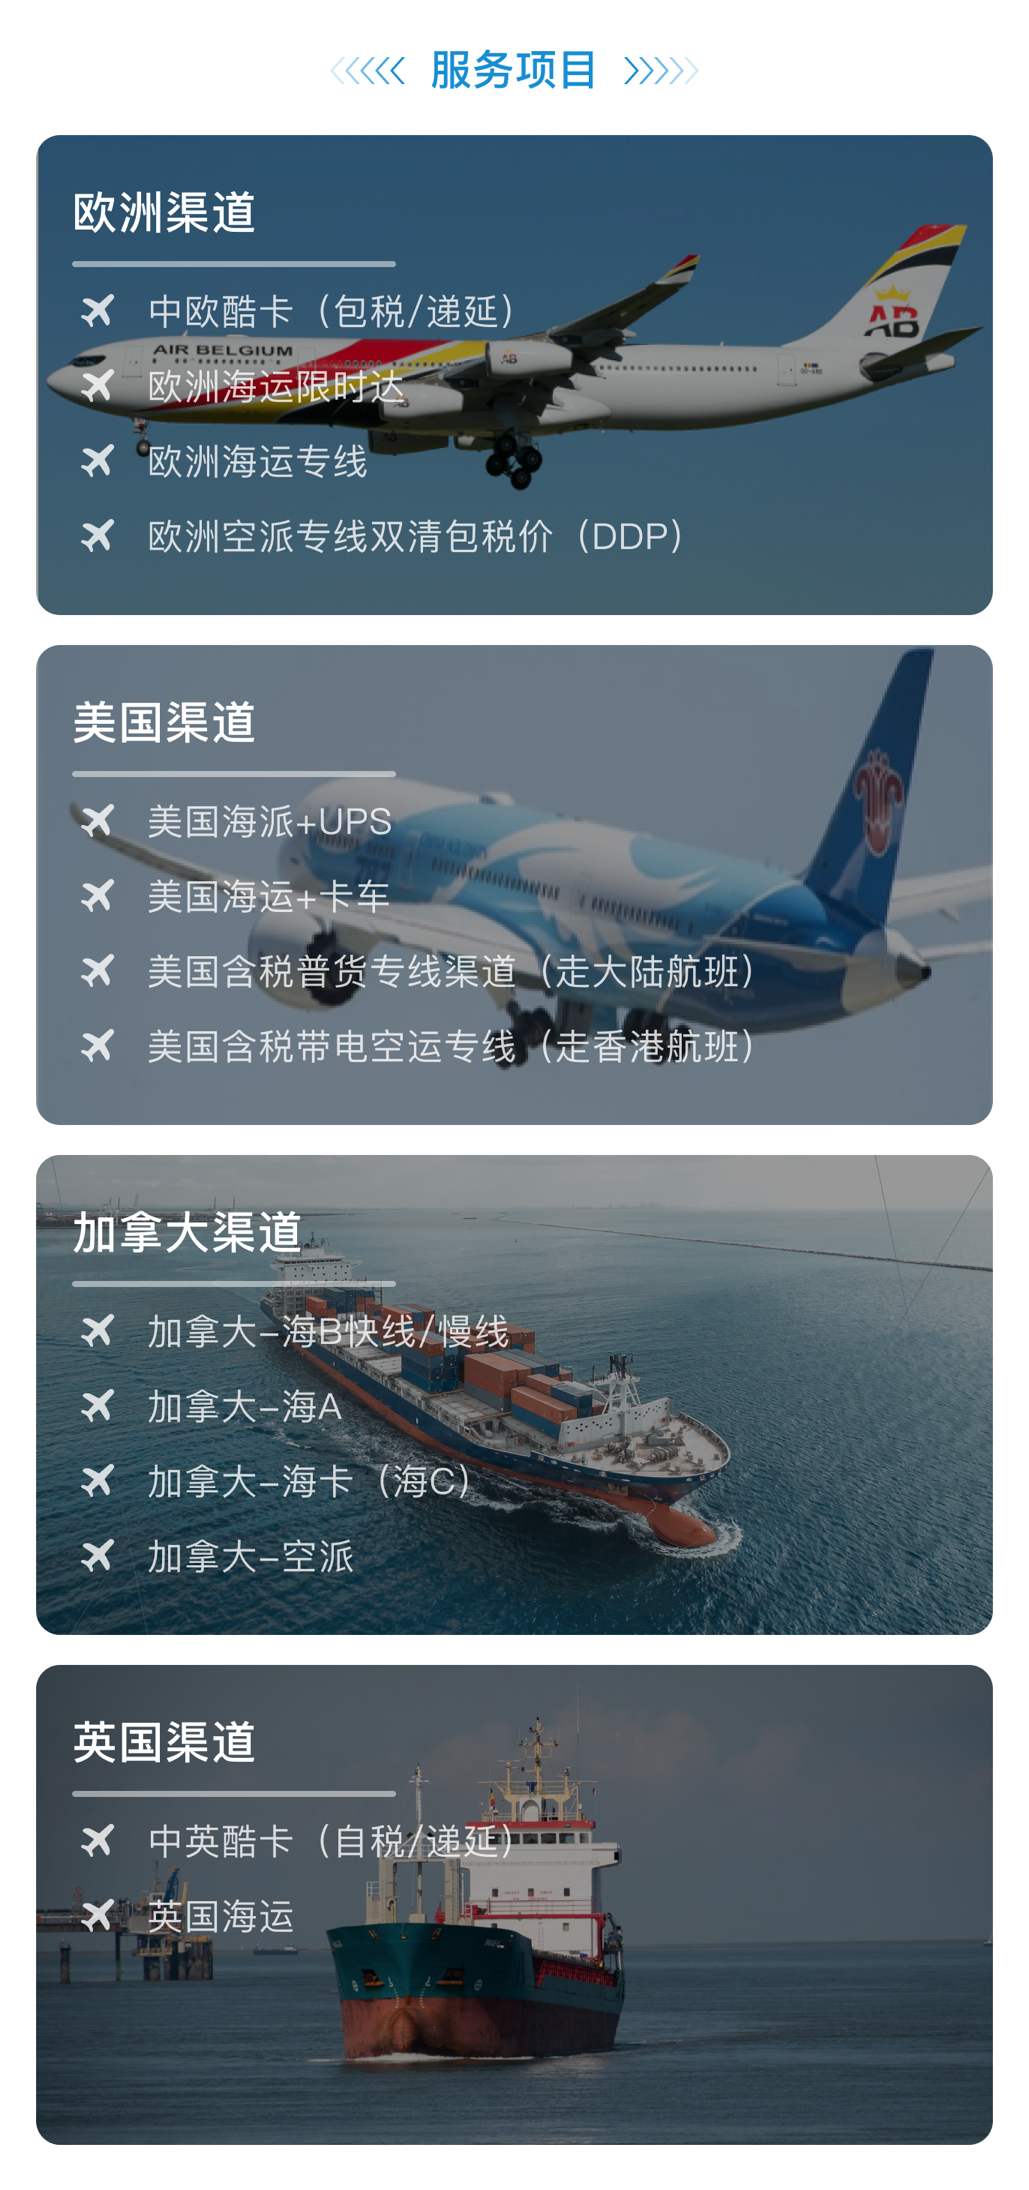 服务项目
欧洲渠道
中欧酷卡（包税/递延）
AIR BELGIUM
AB
AB
欧洲海运限时达
AB
欧洲海运专线
欧洲空派专线双清包税价（DDP）
美国渠道
美国海派+UPS
787
美国海运+卡车
美国含税普货专线渠道（走大陆航班）
美国含税带电空运专线（走香港航班）
加拿大渠道
加拿大-海B快线/慢线
加拿大-海A
加拿大-海卡（海C）
加拿大-空派
英国渠道
中英酷卡（自税/递延）
英国海运